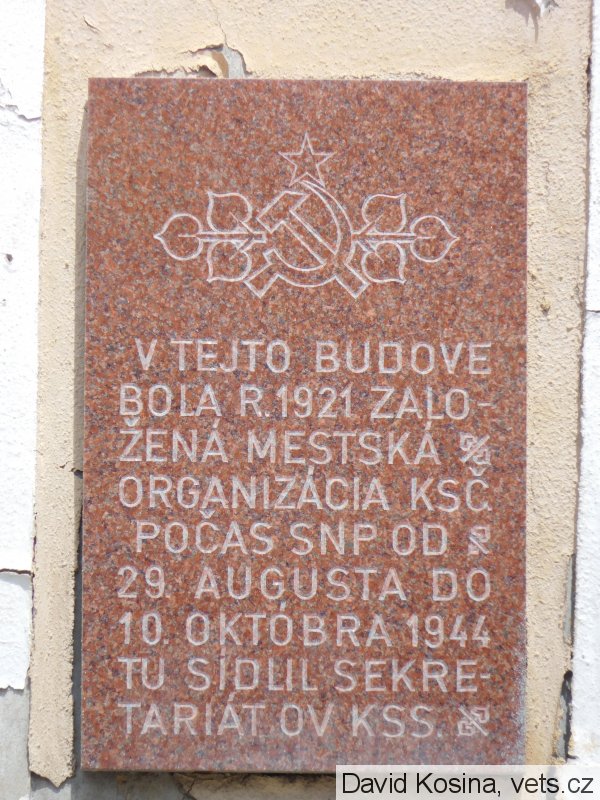 V TEJTO BUDOVE
BOLA R. 1921 ZALO-
ŽENÁ MESTSKÁ
ORGANIZÁCIA KSČ.
POČAS SNP OD
29. AUGUSTA DO
10. OKTÓBRA 1944
TU SÍDLIL SEKRE-
TARIÁT OV KSS.
David Kosina, vets.cz